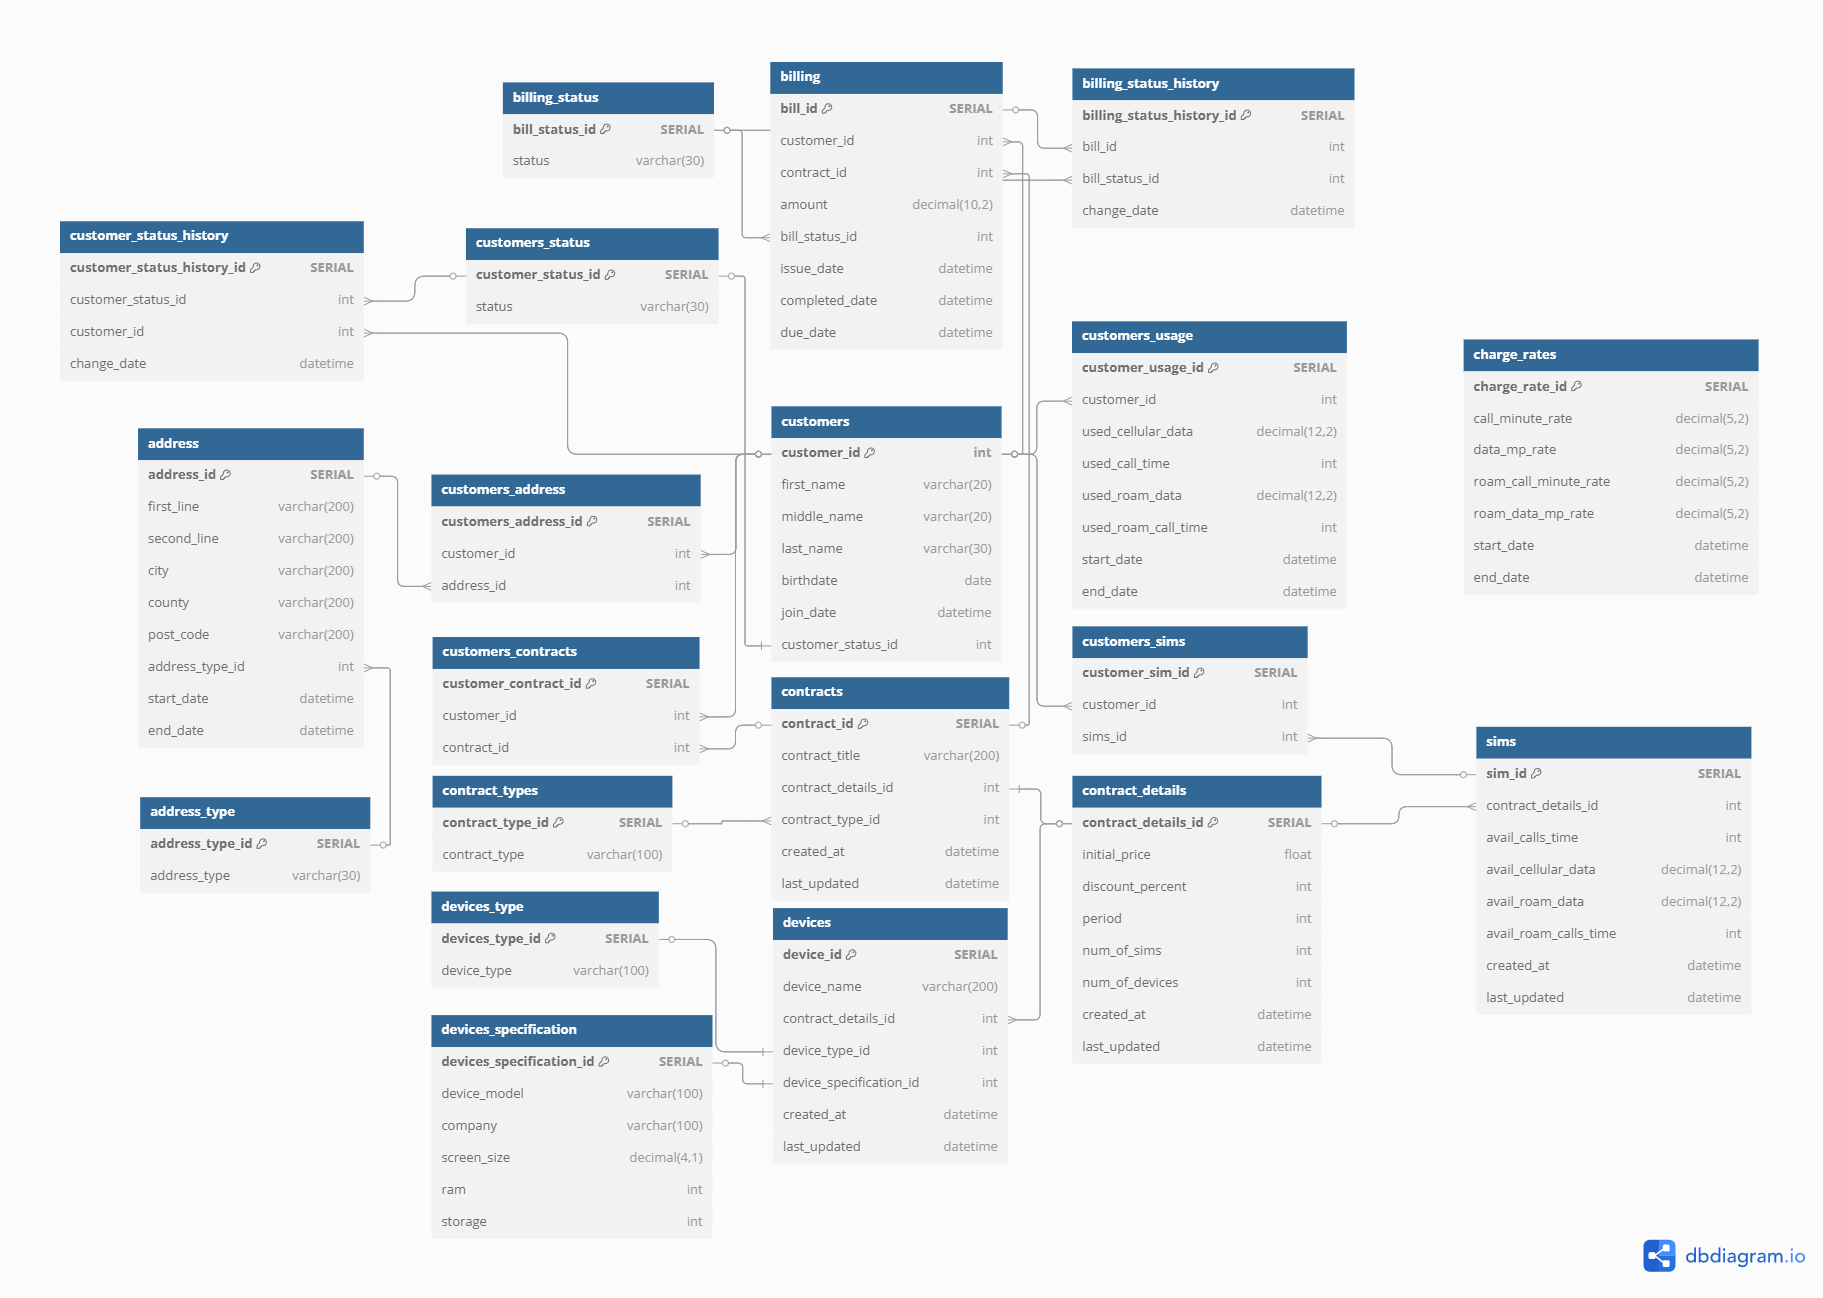 billing_status
bill_status_id SERIAL
status varchar(30)
billing
bill_id SERIAL
customer_id int
contract_id int
amount decimal(10,2)
bill_status_id int
issue_date datetime
completed_date datetime
due_date datetime
billing_status_history
billing_status_history_id SERIAL
bill_id int
bill_status_id int
change_date datetime
customer_status_history
customer_status_history_id SERIAL
customer_status_id int
customer_id int
change_date datetime
customers_status
customer_status_id SERIAL
status varchar(30)
customers_usage
customer_usage_id SERIAL
customer_id int
used_cellular_data decimal(12,2)
used_call_time int
used_roam_data decimal(12,2)
used_roam_call_time int
start_date datetime
end_date datetime
charge_rates
charge_rate_id SERIAL
call_minute_rate decimal(5,2)
data_mp_rate decimal(5,2)
roam_call_minute_rate decimal(5,2)
roam_data_mp_rate decimal(5,2)
start_date datetime
end_date datetime
address
address_id SERIAL
first_line varchar(200)
second_line varchar(200)
city varchar(200)
county varchar(200)
post_code varchar(200)
address_type_id int
start_date datetime
end_date datetime
customers_address
customers_address_id SERIAL
customer_id int
address_id int
customers
customer_id int
first_name varchar(20)
middle_name varchar(20)
last_name varchar(30)
birthdate date
join_date datetime
customer_status_id int
customers_contracts
customer_contract_id SERIAL
customer_id int
contract_id int
contracts
contract_id SERIAL
contract_title varchar(200)
contract_details_id int
contract_type_id int
created_at datetime
last_updated datetime
customers_sims
customer_sim_id SERIAL
customer_id int
sims_id int
sims
sim_id SERIAL
contract_details_id int
avail_calls_time int
avail_cellular_data decimal(12,2)
avail_roam_data decimal(12,2)
avail_roam_calls_time int
created_at datetime
last_updated datetime
address_type
address_type_id SERIAL
address_type varchar(30)
contract_types
contract_type_id SERIAL
contract_type varchar(100)
contract_details
contract_details_id SERIAL
initial_price float
discount_percent int
period int
num_of_sims int
num_of_devices int
created_at datetime
last_updated datetime
devices_type
devices_type_id SERIAL
device_type varchar(100)
devices
device_id SERIAL
device_name varchar(200)
contract_details_id int
device_type_id int
device_specification_id int
created_at datetime
last_updated datetime
devices_specification
devices_specification_id SERIAL
device_model varchar(100)
company varchar(100)
screen_size decimal(4,1)
ram int
storage int
dbdiagram.io